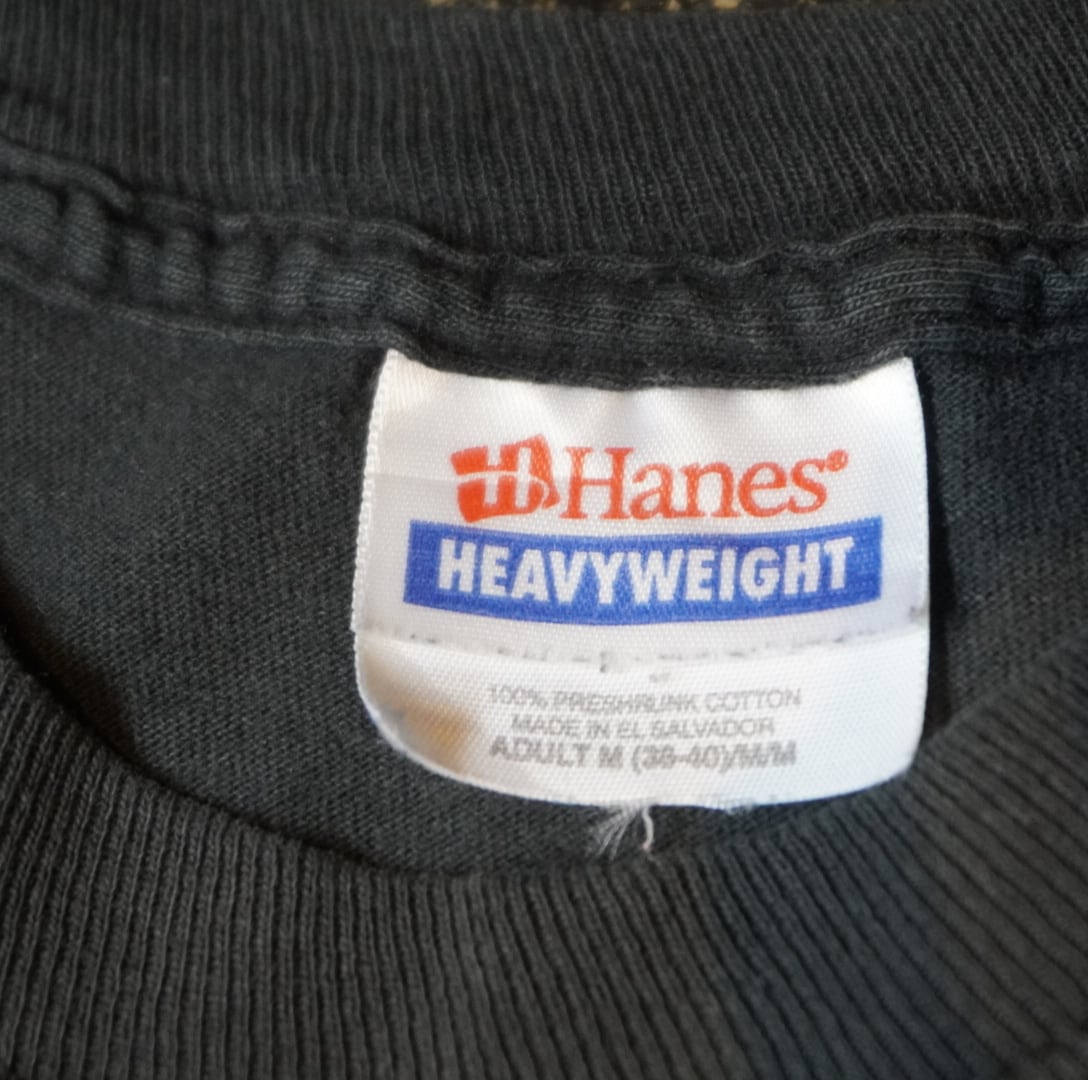 Hanes®
HEAVYWEIGHT
100% PRESHRUNK COTTON
MADE IN EL SALVADOR
ADULT M (38-40)/M/M